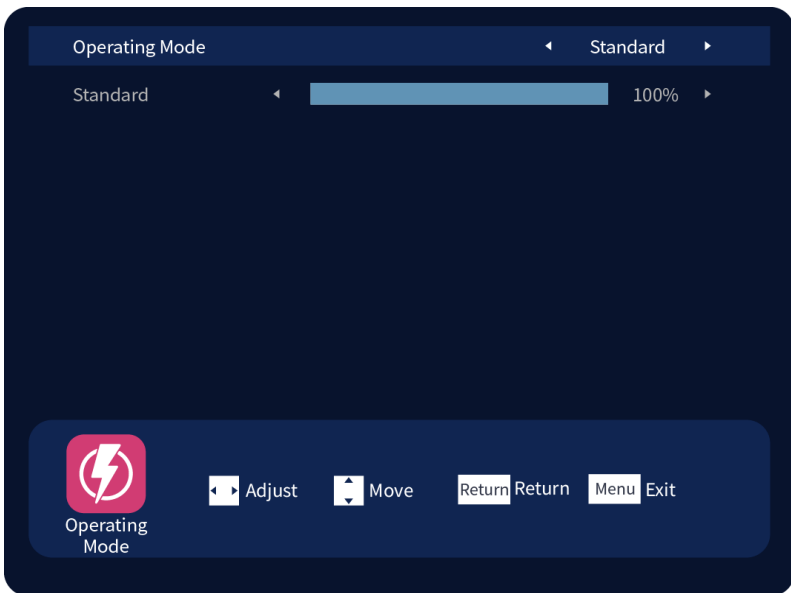 Operating Mode Standard
Standard 100%
Adjust Move Return Return Menu Exit
Operating
Mode